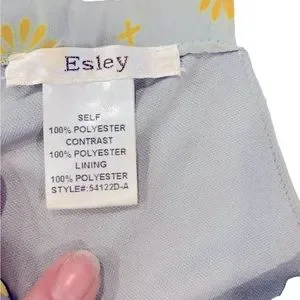 Esley
SELF
100% POLYESTER
CONTRAST
100% POLYESTER
LINING
100% POLYESTER
STYLE#:54122D-A